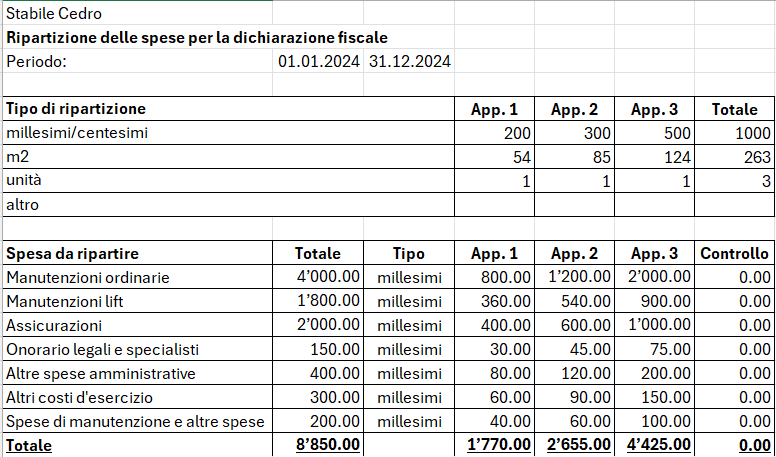 Stabile Cedro
Ripartizione delle spese per la dichiarazione fiscale
Periodo: 01.01.2024 31.12.2024
Tipo di ripartizione App. 1 App. 2 App. 3 Totale
millesimi/centesimi 200 300 500 1000
m2 54 85 124 263
unità 1 1 1 3
altro
Spesa da ripartire Totale Tipo App. 1 App. 2 App. 3 Controllo
Manutenzioni ordinarie 4’000.00 millesimi 800.00 1’200.00 2’000.00 0.00
Manutenzioni lift 1’800.00 millesimi 360.00 540.00 900.00 0.00
Assicurazioni 2’000.00 millesimi 400.00 600.00 1’000.00 0.00
Onorario legali e specialisti 150.00 millesimi 30.00 45.00 75.00 0.00
Altre spese amministrative 400.00 millesimi 80.00 120.00 200.00 0.00
Altri costi d'esercizio 300.00 millesimi 60.00 90.00 150.00 0.00
Spese di manutenzione e altre spese 200.00 millesimi 40.00 60.00 100.00 0.00
Totale 8’850.00 1’770.00 2’655.00 4’425.00 0.00